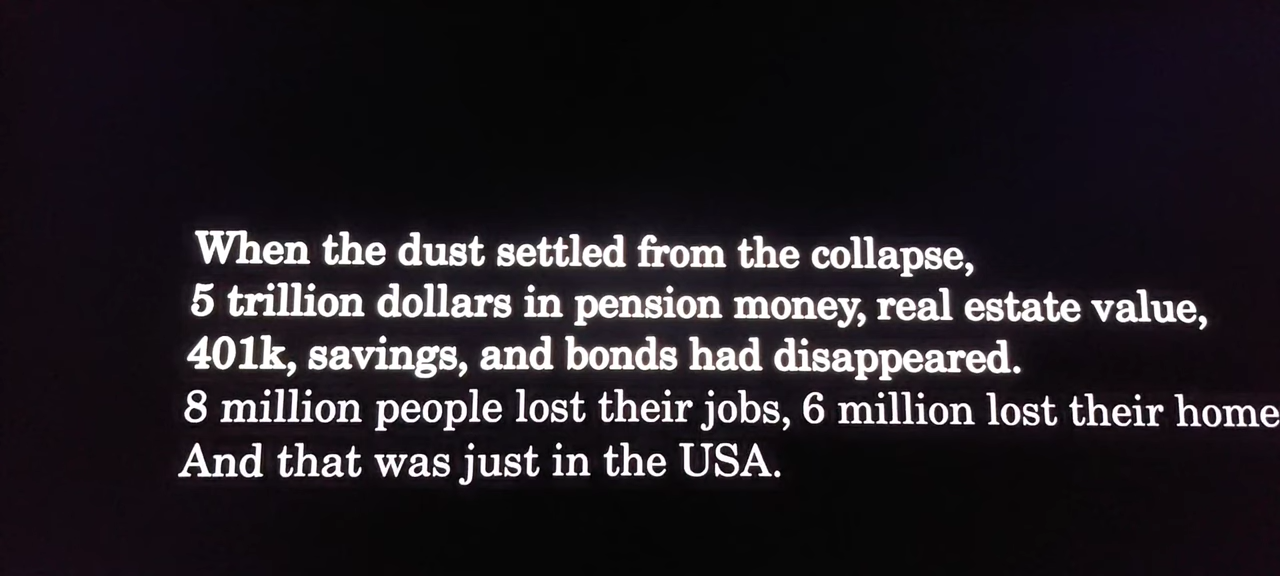 When the dust settled from the collapse,
5 trillion dollars in pension money, real estate value,
401k, savings, and bonds had disappeared.
8 million people lost their jobs, 6 million lost their home
And that was just in the USA.